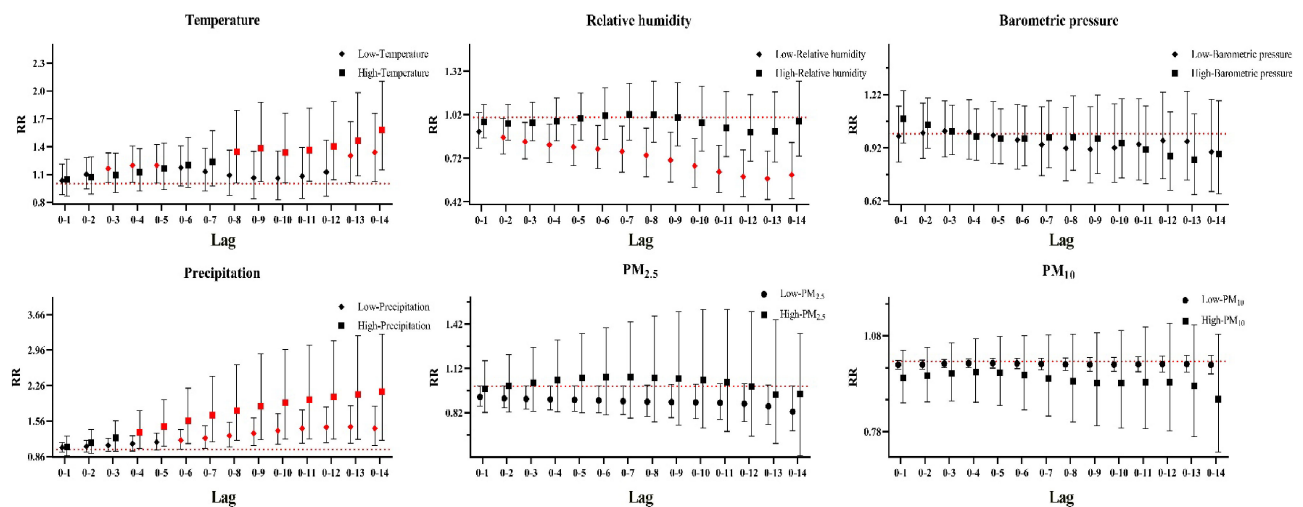 Temperature
RR
2.3
2.0
1.7
1.4
1.1
0.8
Low-Temperature
High-Temperature
0-1 0-2 0-3 0-4 0-5 0-6 0-7 0-8 0-9 0-10 0-11 0-12 0-13 0-14
Lag
Relative humidity
RR
1.32
1.02
0.72
0.42
Low-Relative humidity
High-Relative humidity
0-1 0-2 0-3 0-4 0-5 0-6 0-7 0-8 0-9 0-10 0-11 0-12 0-13 0-14
Lag
Barometric pressure
RR
1.22
0.92
0.62
Low-Barometric pressure
High-Barometric pressure
0-1 0-2 0-3 0-4 0-5 0-6 0-7 0-8 0-9 0-10 0-11 0-12 0-13 0-14
Lag
Precipitation
RR
3.66
2.96
2.26
1.56
0.86
Low-Precipitation
High-Precipitation
0-1 0-2 0-3 0-4 0-5 0-6 0-7 0-8 0-9 0-10 0-11 0-12 0-13 0-14
Lag
PM2.5
RR
1.42
1.12
0.82
Low-PM2.5
High-PM2.5
0-1 0-2 0-3 0-4 0-5 0-6 0-7 0-8 0-9 0-10 0-11 0-12 0-13 0-14
Lag
PM10
RR
1.08
0.78
Low-PM10
High-PM10
0-1 0-2 0-3 0-4 0-5 0-6 0-7 0-8 0-9 0-10 0-11 0-12 0-13 0-14
Lag